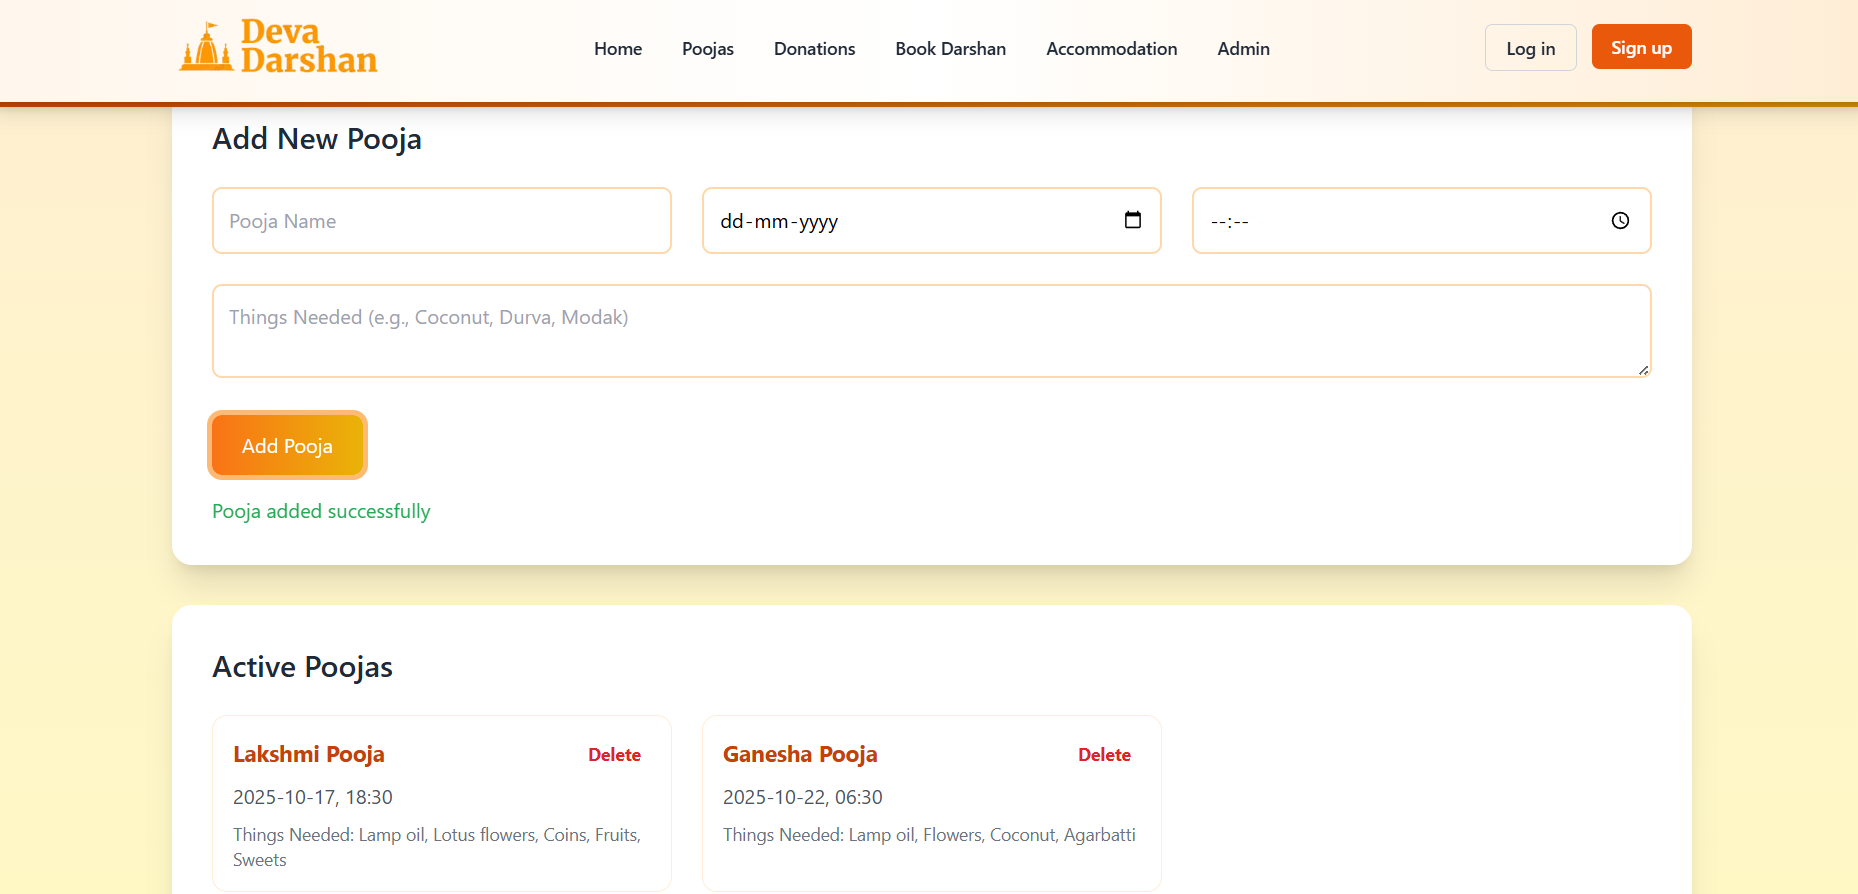 Deva
Darshan
Home Poojas Donations Book Darshan Accommodation Admin Log in Sign up
Add New Pooja
Pooja Name dd-mm-yyyy --:--
Things Needed (e.g., Coconut, Durva, Modak)
Add Pooja
Pooja added successfully
Active Poojas
Lakshmi Pooja Delete
2025-10-17, 18:30
Things Needed: Lamp oil, Lotus flowers, Coins, Fruits,
Sweets
Ganesha Pooja Delete
2025-10-22, 06:30
Things Needed: Lamp oil, Flowers, Coconut, Agarbatti